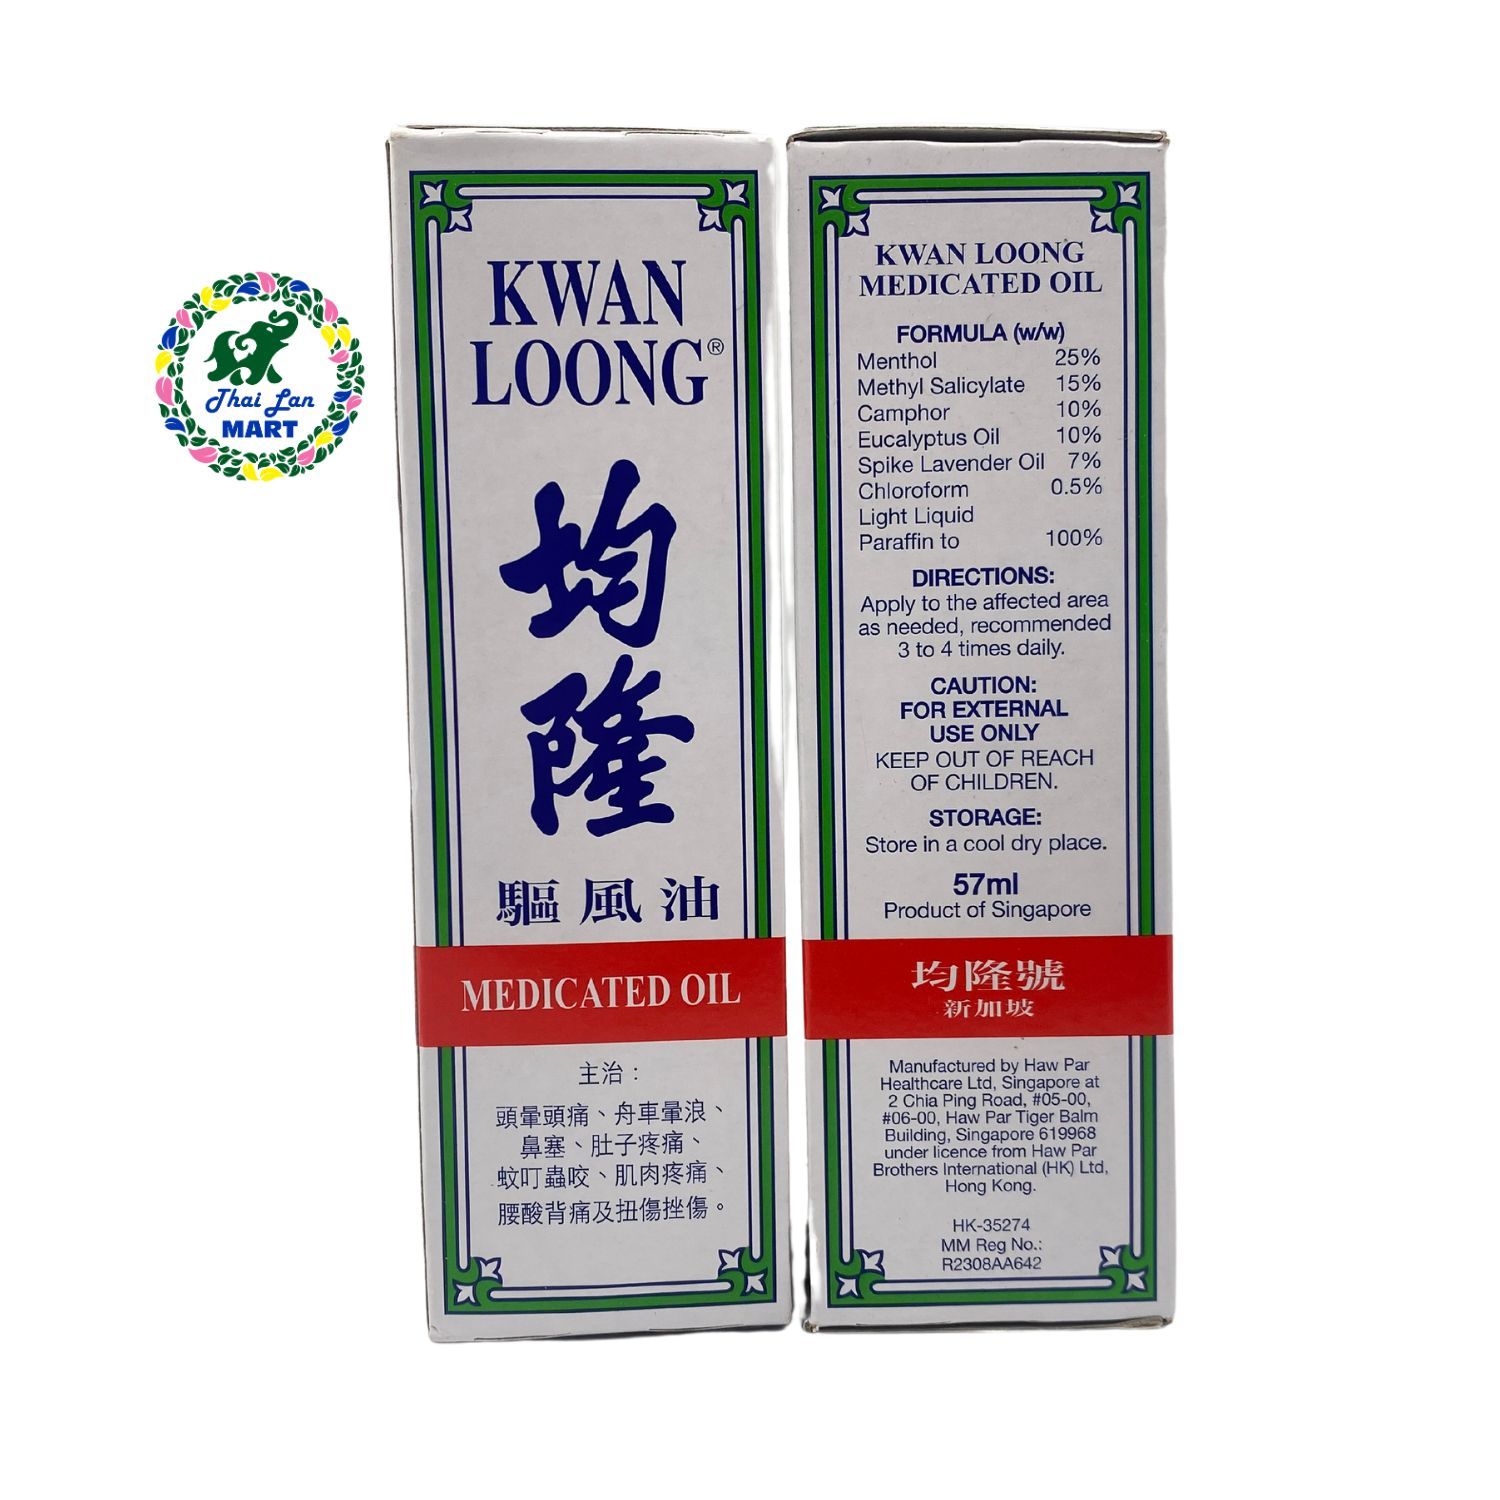 Thai Lan
MART
KWAN
LOONG®
均
隆
驅風油
MEDICATED OIL
主治：
頭暈頭痛、舟車暈浪、
鼻塞、肚子疼痛、
蚊叮蟲咬、肌肉疼痛、
腰酸背痛及扭傷挫傷。
KWAN LOONG
MEDICATED OIL
FORMULA (w/w)
Menthol 25%
Methyl Salicylate 15%
Camphor 10%
Eucalyptus Oil 10%
Spike Lavender Oil 7%
Chloroform 0.5%
Light Liquid
Paraffin to 100%
DIRECTIONS:
Apply to the affected area
as needed, recommended
3 to 4 times daily.
CAUTION:
FOR EXTERNAL
USE ONLY
KEEP OUT OF REACH
OF CHILDREN.
STORAGE:
Store in a cool dry place.
57ml
Product of Singapore
均隆號
新加坡
Manufactured by Haw Par
Healthcare Ltd, Singapore at
2 Chia Ping Road, #05-00,
#06-00, Haw Par Tiger Balm
Building, Singapore 619968
under licence from Haw Par
Brothers International (HK) Ltd,
Hong Kong.
HK-35274
MM Reg No.:
R2308AA642